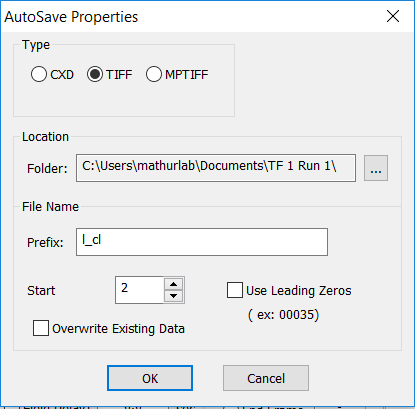 AutoSave Properties
Type
CXD TIFF MPTIFF
Location
Folder: C:\Users\mathurlab\Documents\TF 1 Run 1\ ...
File Name
Prefix: l_cl
Start 2 Use Leading Zeros
( ex: 00035)
Overwrite Existing Data
OK Cancel